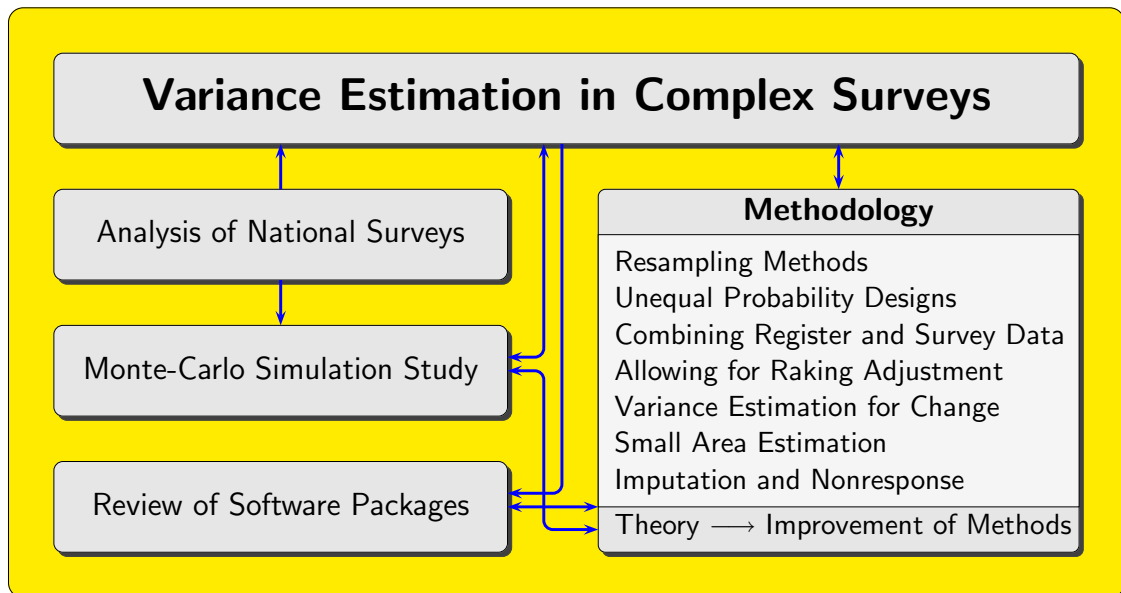 Variance Estimation in Complex Surveys
Analysis of National Surveys
Monte-Carlo Simulation Study
Review of Software Packages
Methodology
Resampling Methods
Unequal Probability Designs
Combining Register and Survey Data
Allowing for Raking Adjustment
Variance Estimation for Change
Small Area Estimation
Imputation and Nonresponse
Theory ⟶ Improvement of Methods